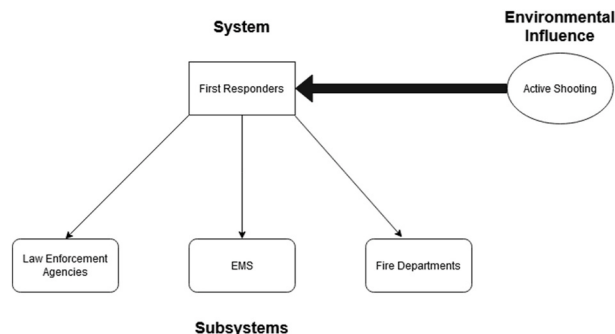 System
Environmental
Influence
First Responders
Active Shooting
Law Enforcement
Agencies
EMS
Fire Departments
Subsystems